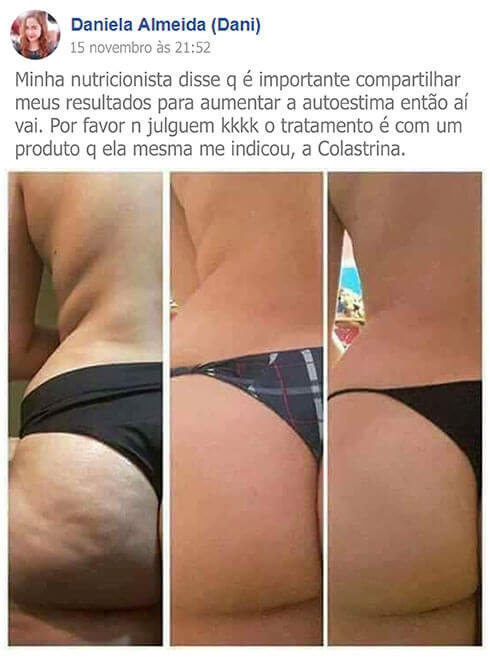 Daniela Almeida (Dani)
15 novembro às 21:52
Minha nutricionista disse q é importante compartilhar
meus resultados para aumentar a autoestima então aí
vai. Por favor n julguem kkkk o tratamento é com um
produto q ela mesma me indicou, a Colastrina.